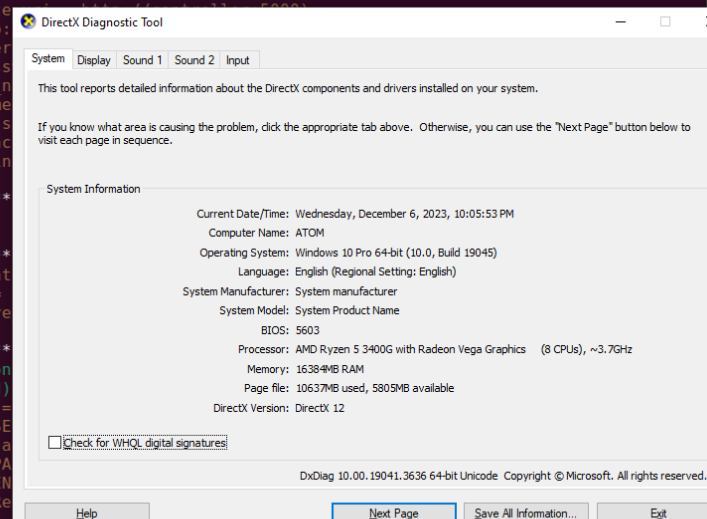 DirectX Diagnostic Tool
System Display Sound 1 Sound 2 Input
This tool reports detailed information about the DirectX components and drivers installed on your system.
If you know what area is causing the problem, click the appropriate tab above. Otherwise, you can use the "Next Page" button below to
visit each page in sequence.
System Information
Current Date/Time: Wednesday, December 6, 2023, 10:05:53 PM
Computer Name: ATOM
Operating System: Windows 10 Pro 64-bit (10.0, Build 19045)
Language: English (Regional Setting: English)
System Manufacturer: System manufacturer
System Model: System Product Name
BIOS: 5603
Processor: AMD Ryzen 5 3400G with Radeon Vega Graphics (8 CPUs), ~3.7GHz
Memory: 16384MB RAM
Page file: 10637MB used, 5805MB available
DirectX Version: DirectX 12
Check for WHQL digital signatures
DxDiag 10.00.19041.3636 64-bit Unicode Copyright © Microsoft. All rights reserved.
Help Next Page Save All Information... Exit